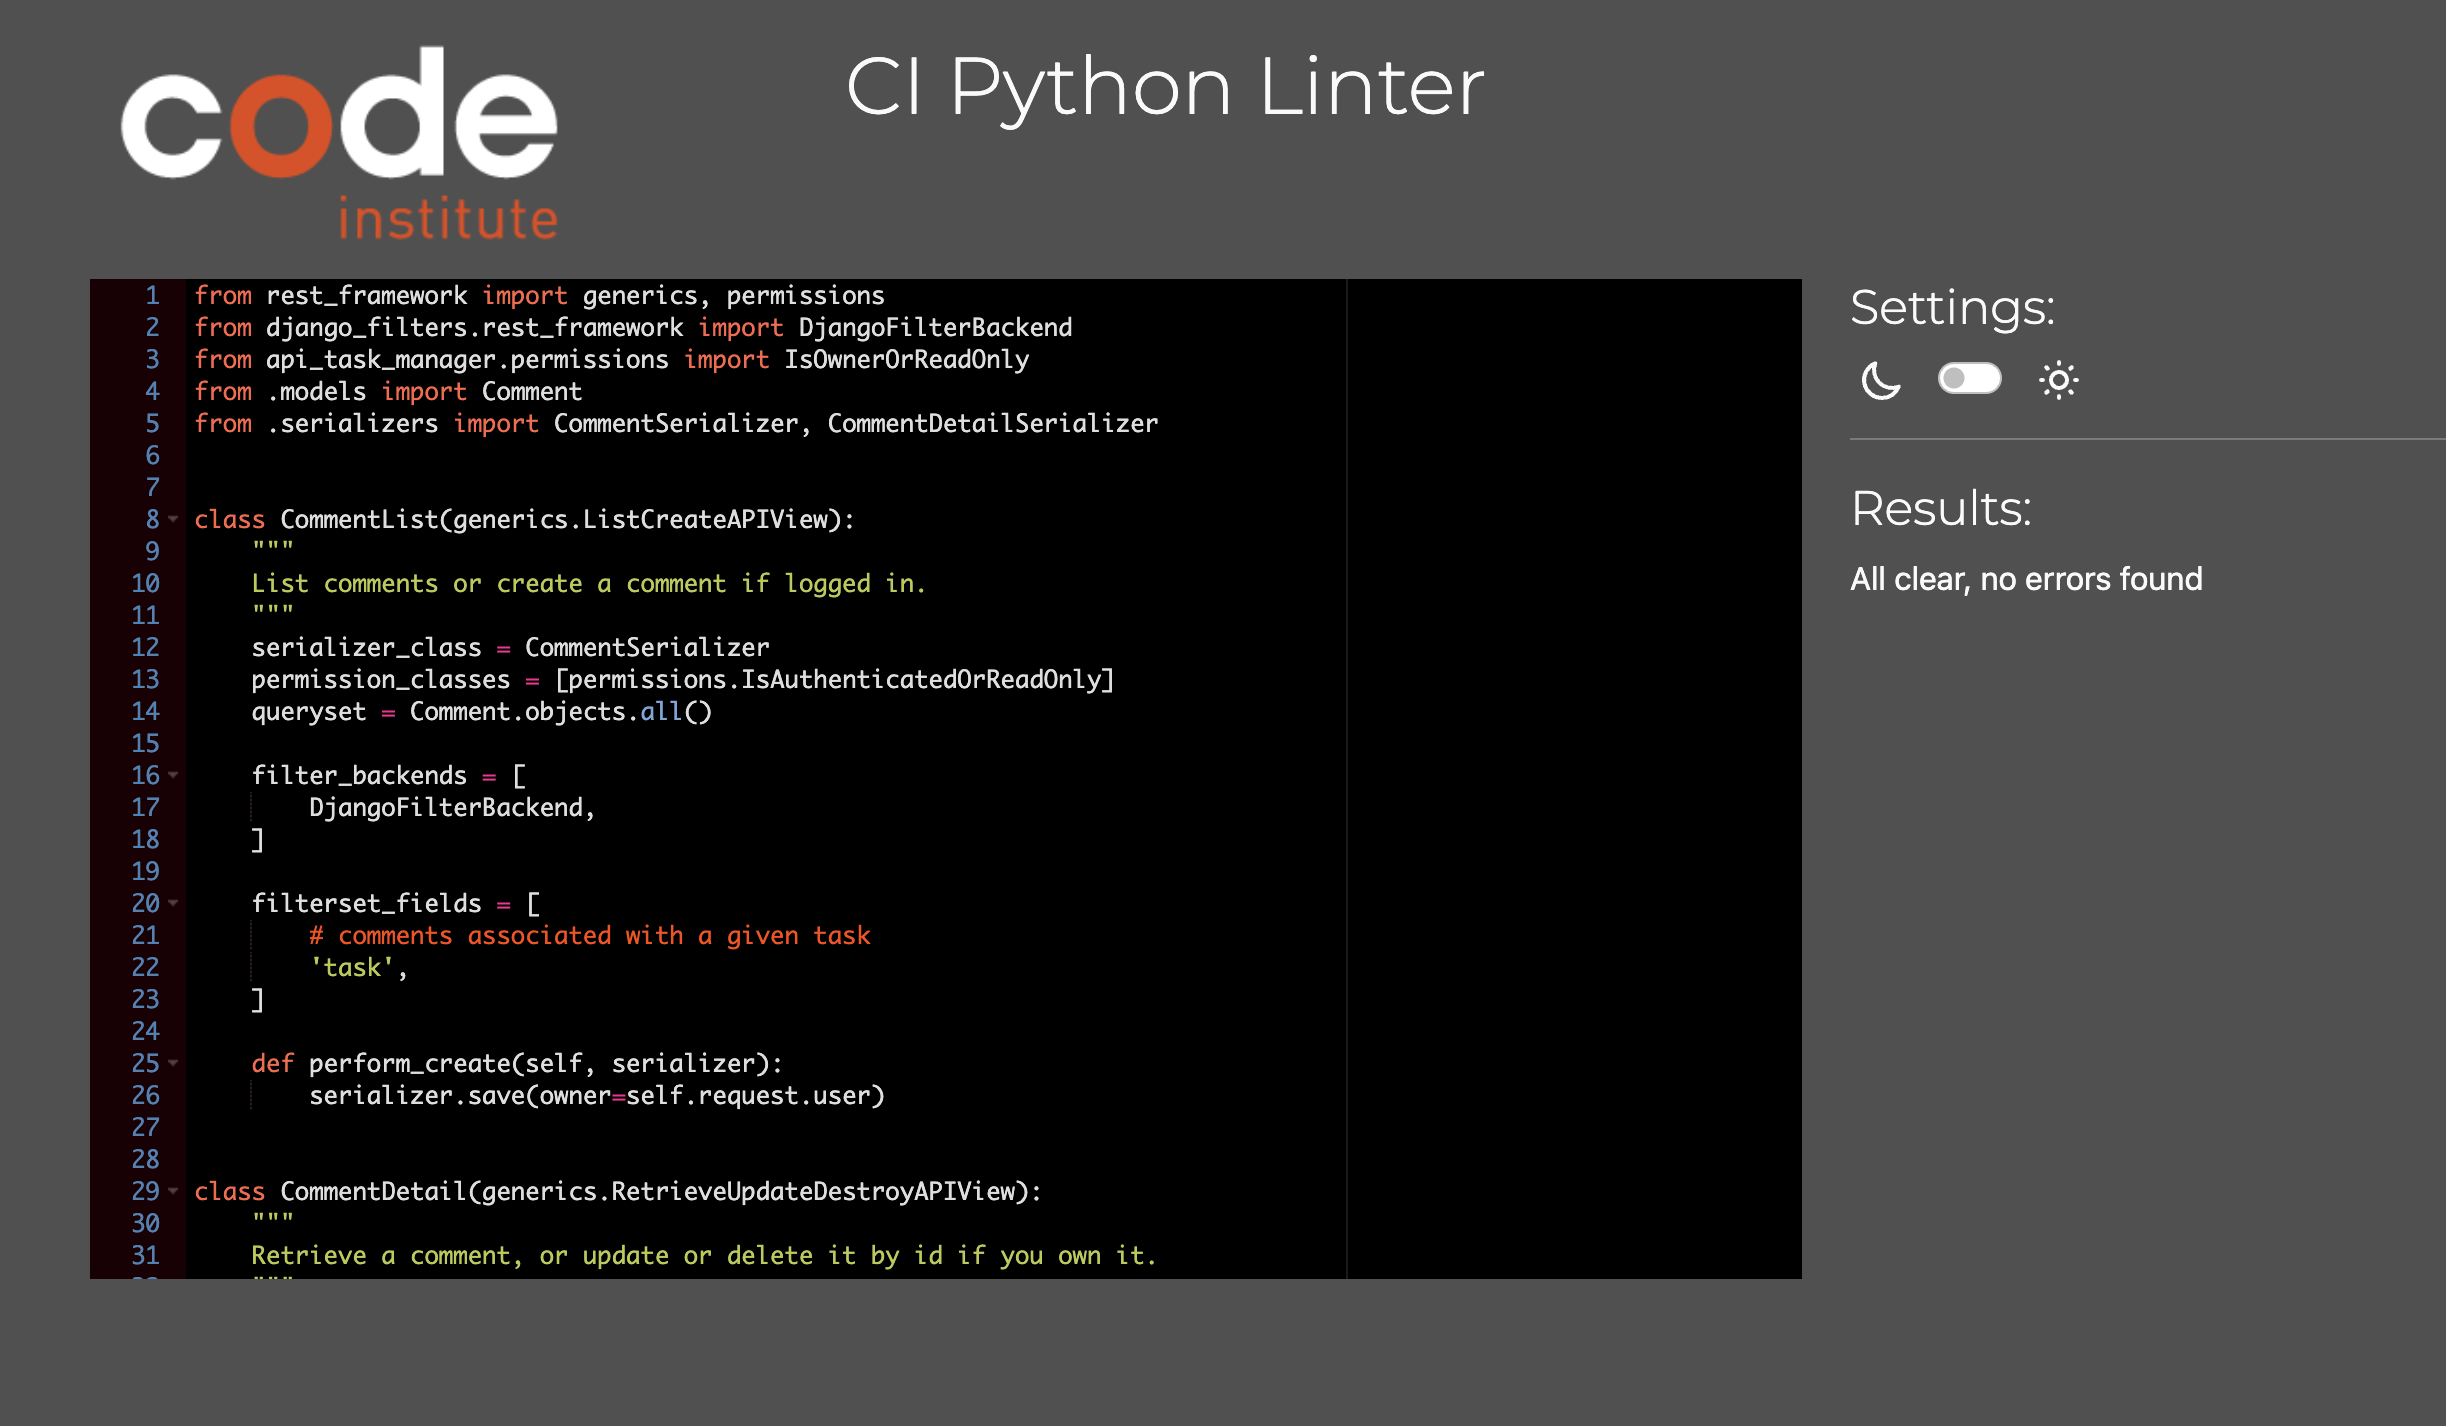 code
institute
CI Python Linter
1 from rest_framework import generics, permissions
2 from django_filters.rest_framework import DjangoFilterBackend
3 from api_task_manager.permissions import IsOwnerOrReadOnly
4 from .models import Comment
5 from .serializers import CommentSerializer, CommentDetailSerializer
6
7
8 class CommentList(generics.ListCreateAPIView):
9     """
10     List comments or create a comment if logged in.
11     """
12     serializer_class = CommentSerializer
13     permission_classes = [permissions.IsAuthenticatedOrReadOnly]
14     queryset = Comment.objects.all()
15
16     filter_backends = [
17         DjangoFilterBackend,
18     ]
19
20     filterset_fields = [
21         # comments associated with a given task
22         'task',
23     ]
24
25     def perform_create(self, serializer):
26         serializer.save(owner=self.request.user)
27
28
29 class CommentDetail(generics.RetrieveUpdateDestroyAPIView):
30     """
31     Retrieve a comment, or update or delete it by id if you own it.
Settings:
Results:
All clear, no errors found